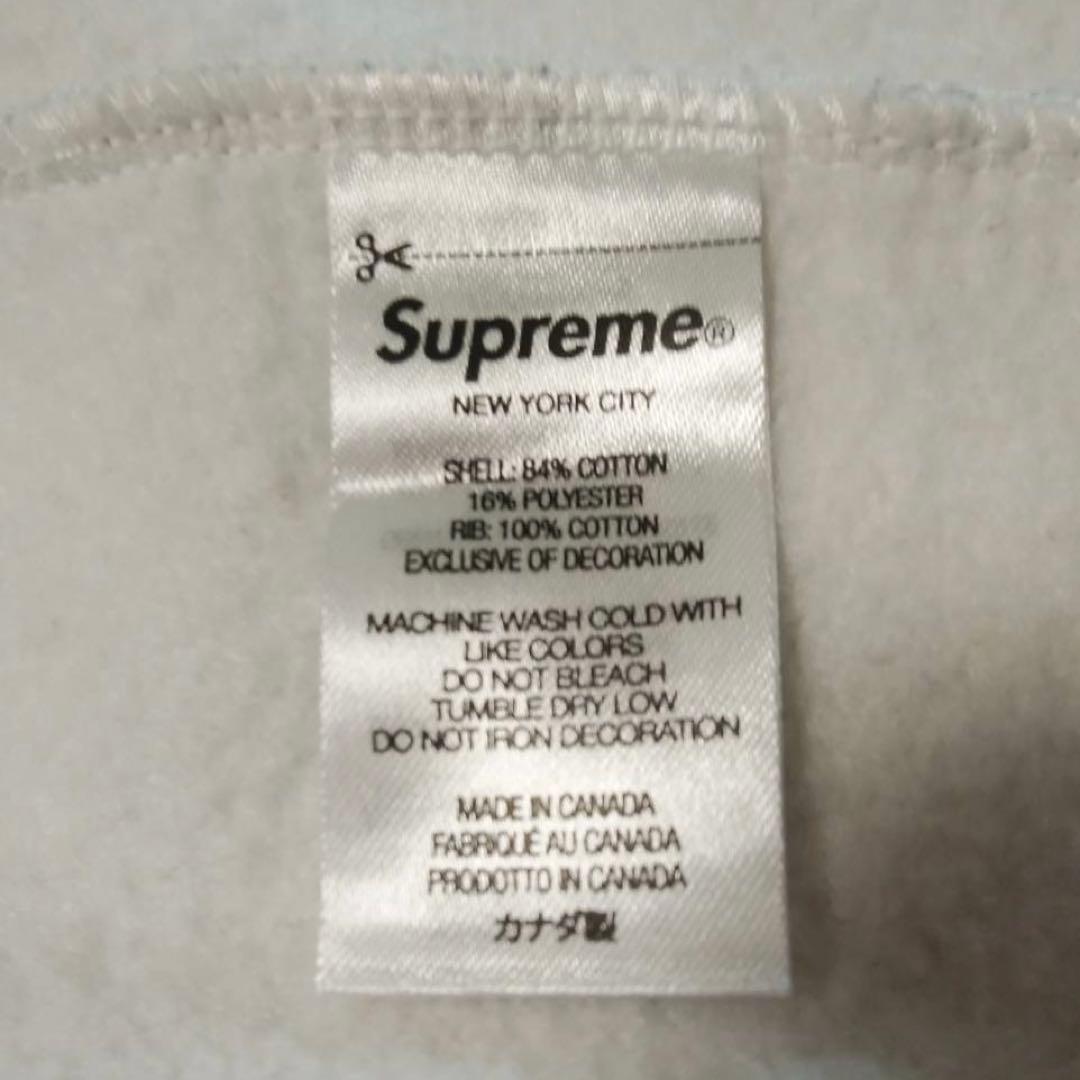 Supreme®
NEW YORK CITY
SHELL: 84% COTTON
16% POLYESTER
RIB: 100% COTTON
EXCLUSIVE OF DECORATION
MACHINE WASH COLD WITH
LIKE COLORS
DO NOT BLEACH
TUMBLE DRY LOW
DO NOT IRON DECORATION
MADE IN CANADA
FABRIQUÉ AU CANADA
PRODOTTO IN CANADA
カナダ製